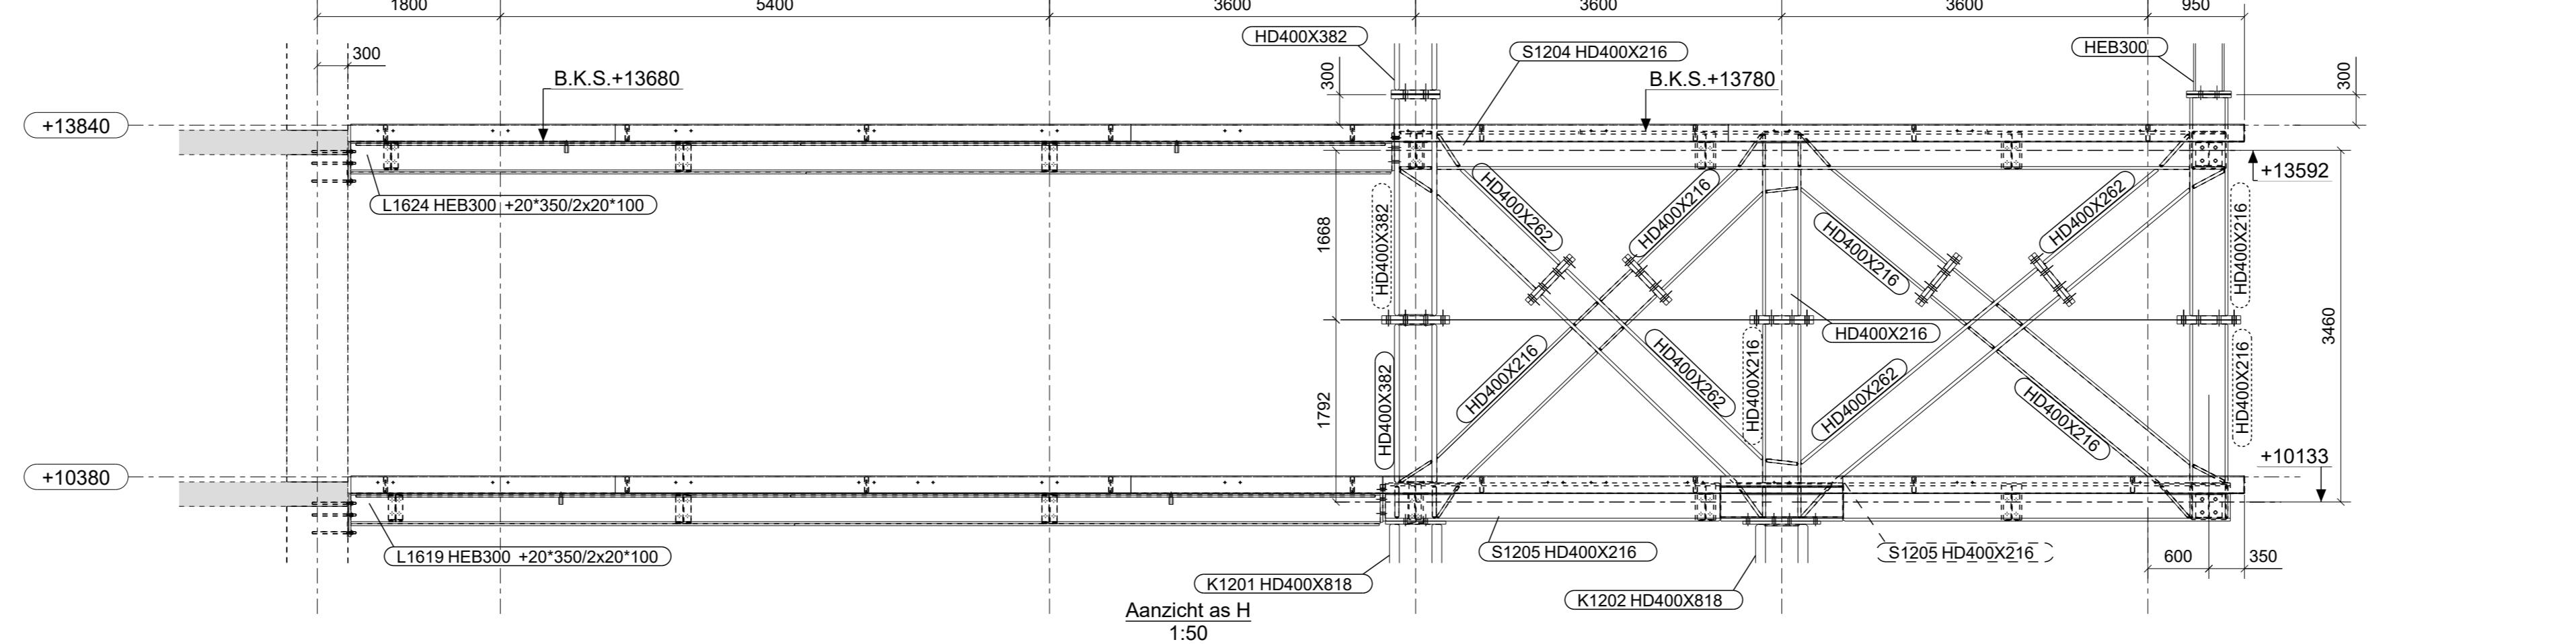 1800
5400
3600
3600
3600
950
300
HD400X382
S1204 HD400X216
HEB300
B.K.S.+13680
300
B.K.S.+13780
300
+13840
+13592
L1624 HEB300 +20*350/2x20*100
HD400X382
HD400X262
HD400X216
HD400X216
HD400X262
HD400X216
1668
HD400X216
3460
HD400X382
1792
HD400X216
HD400X262
HD400X216
HD400X262
HD400X216
HD400X216
+10380
+10133
L1619 HEB300 +20*350/2x20*100
S1205 HD400X216
S1205 HD400X216
600
350
K1201 HD400X818
K1202 HD400X818
Aanzicht as H
1:50